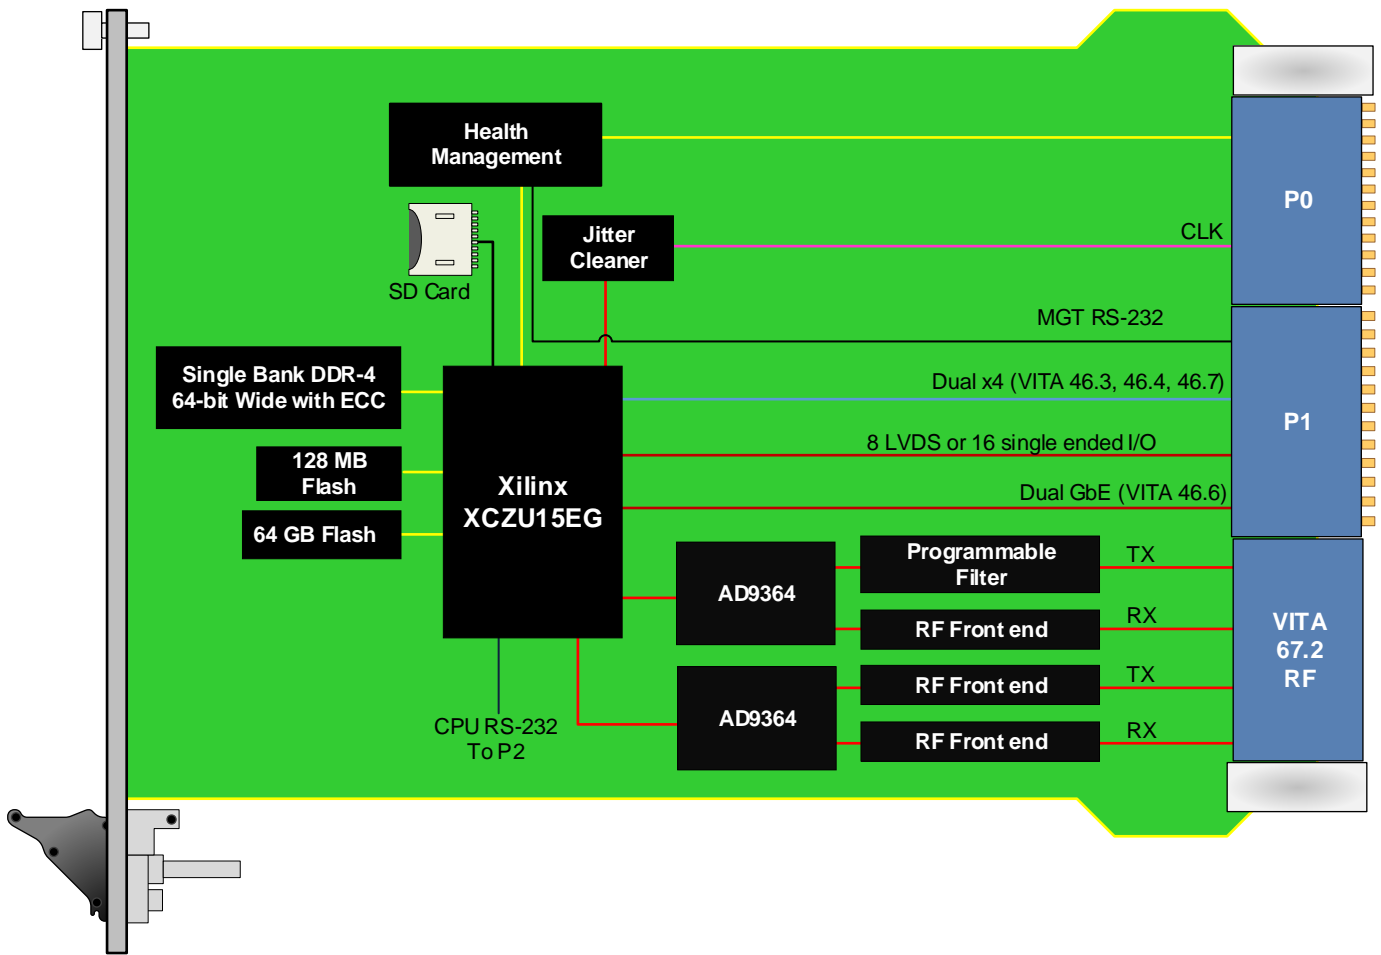 Health
Management
P0
Jitter
Cleaner
CLK
SD Card
MGT RS-232
Single Bank DDR-4
64-bit Wide with ECC
Dual x4 (VITA 46.3, 46.4, 46.7)
P1
8 LVDS or 16 single ended I/O
128 MB
Flash
Xilinx
XCZU15EG
Dual GbE (VITA 46.6)
64 GB Flash
Programmable
Filter
TX
AD9364
RF Front end
RX
VITA
67.2
RF
RF Front end
TX
AD9364
RF Front end
RX
CPU RS-232
To P2